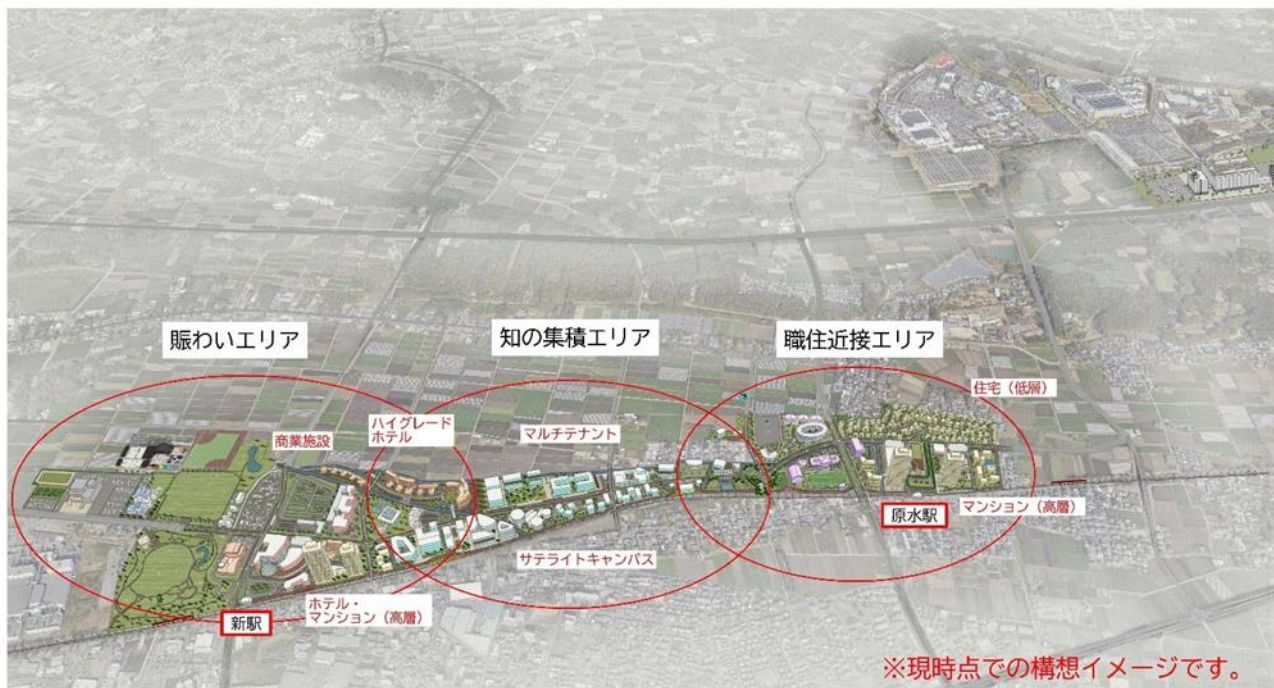 賑わいエリア
知の集積エリア
職住近接エリア
住宅（低層）
ハイグレード
ホテル
商業施設
マルチテナント
マンション（高層）
原水駅
サテライトキャンパス
ホテル・
マンション（高層）
新駅
※現時点での構想イメージです。